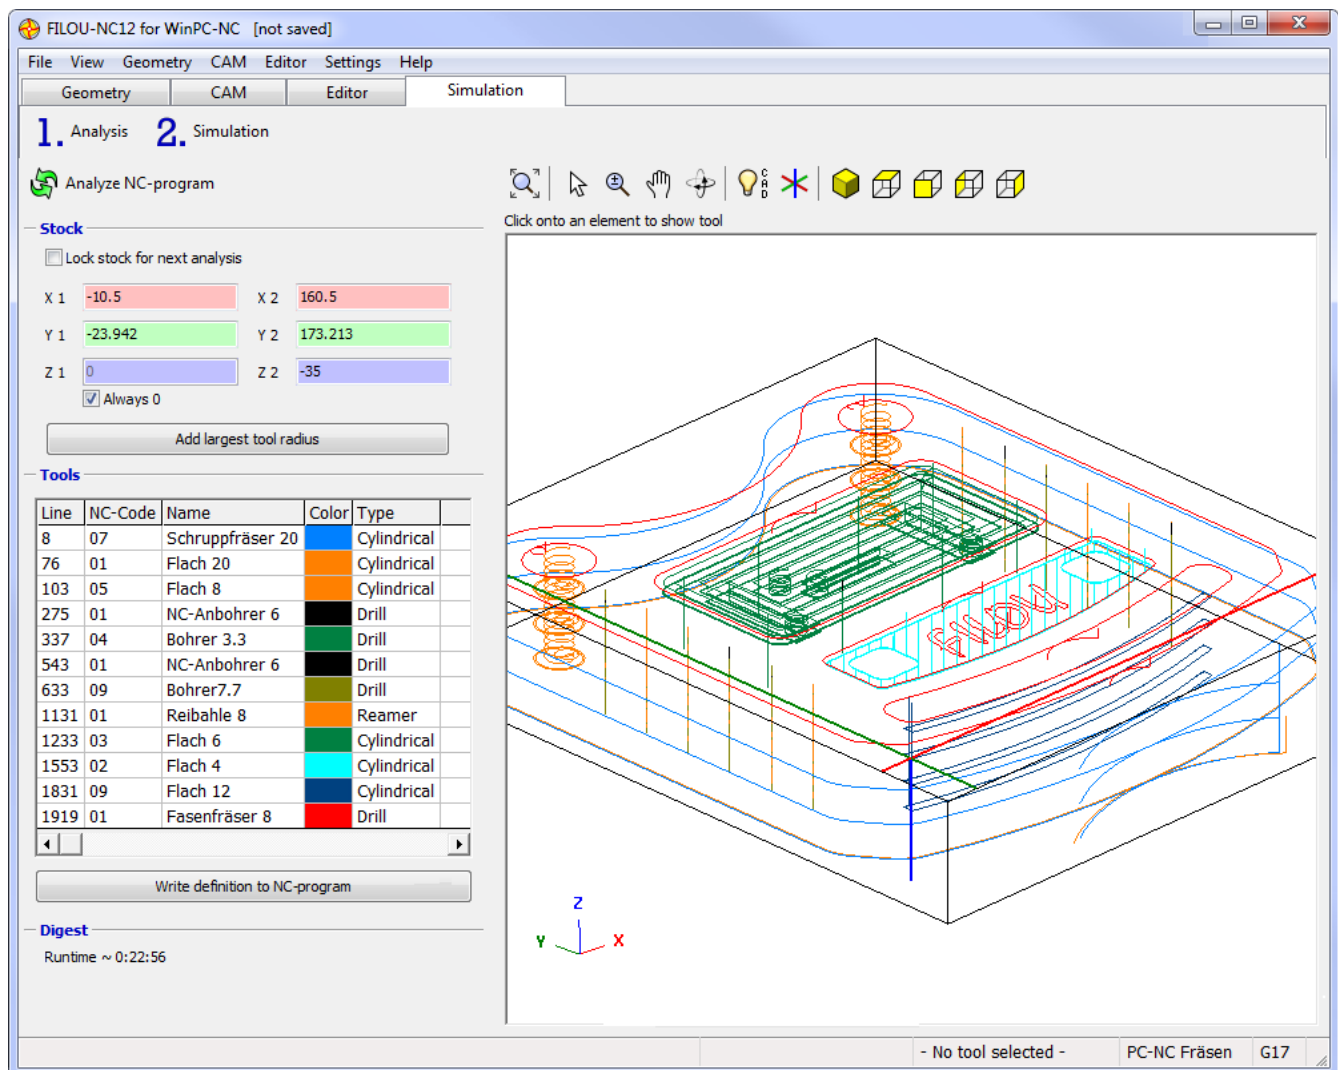 FILOU-NC12 for WinPC-NC [not saved]
File View Geometry CAM Editor Settings Help
Geometry CAM Editor Simulation
1. Analysis 2. Simulation
Analyze NC-program
CAD
Click onto an element to show tool
Stock
Lock stock for next analysis
X 1 -10.5 X 2 160.5
Y 1 -23.942 Y 2 173.213
Z 1 0 Z 2 -35
Always 0
Add largest tool radius
Tools
Line NC-Code Name Color Type
8 07 Schruppfräser 20 Cylindrical
76 01 Flach 20 Cylindrical
103 05 Flach 8 Cylindrical
275 01 NC-Anbohrer 6 Drill
337 04 Bohrer 3.3 Drill
543 01 NC-Anbohrer 6 Drill
633 09 Bohrer7.7 Drill
1131 01 Reibahle 8 Reamer
1233 03 Flach 6 Cylindrical
1553 02 Flach 4 Cylindrical
1831 09 Flach 12 Cylindrical
1919 01 Fasenfräser 8 Drill
Write definition to NC-program
Digest
Runtime ~ 0:22:56
Filou
Z
Y X
- No tool selected - PC-NC Fräsen G17